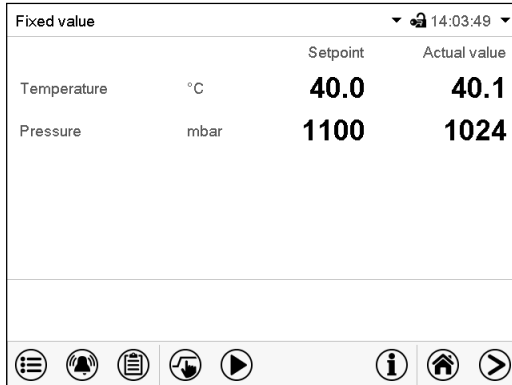 Fixed value 14:03:49
Setpoint Actual value
Temperature °C 40.0 40.1
Pressure mbar 1100 1024